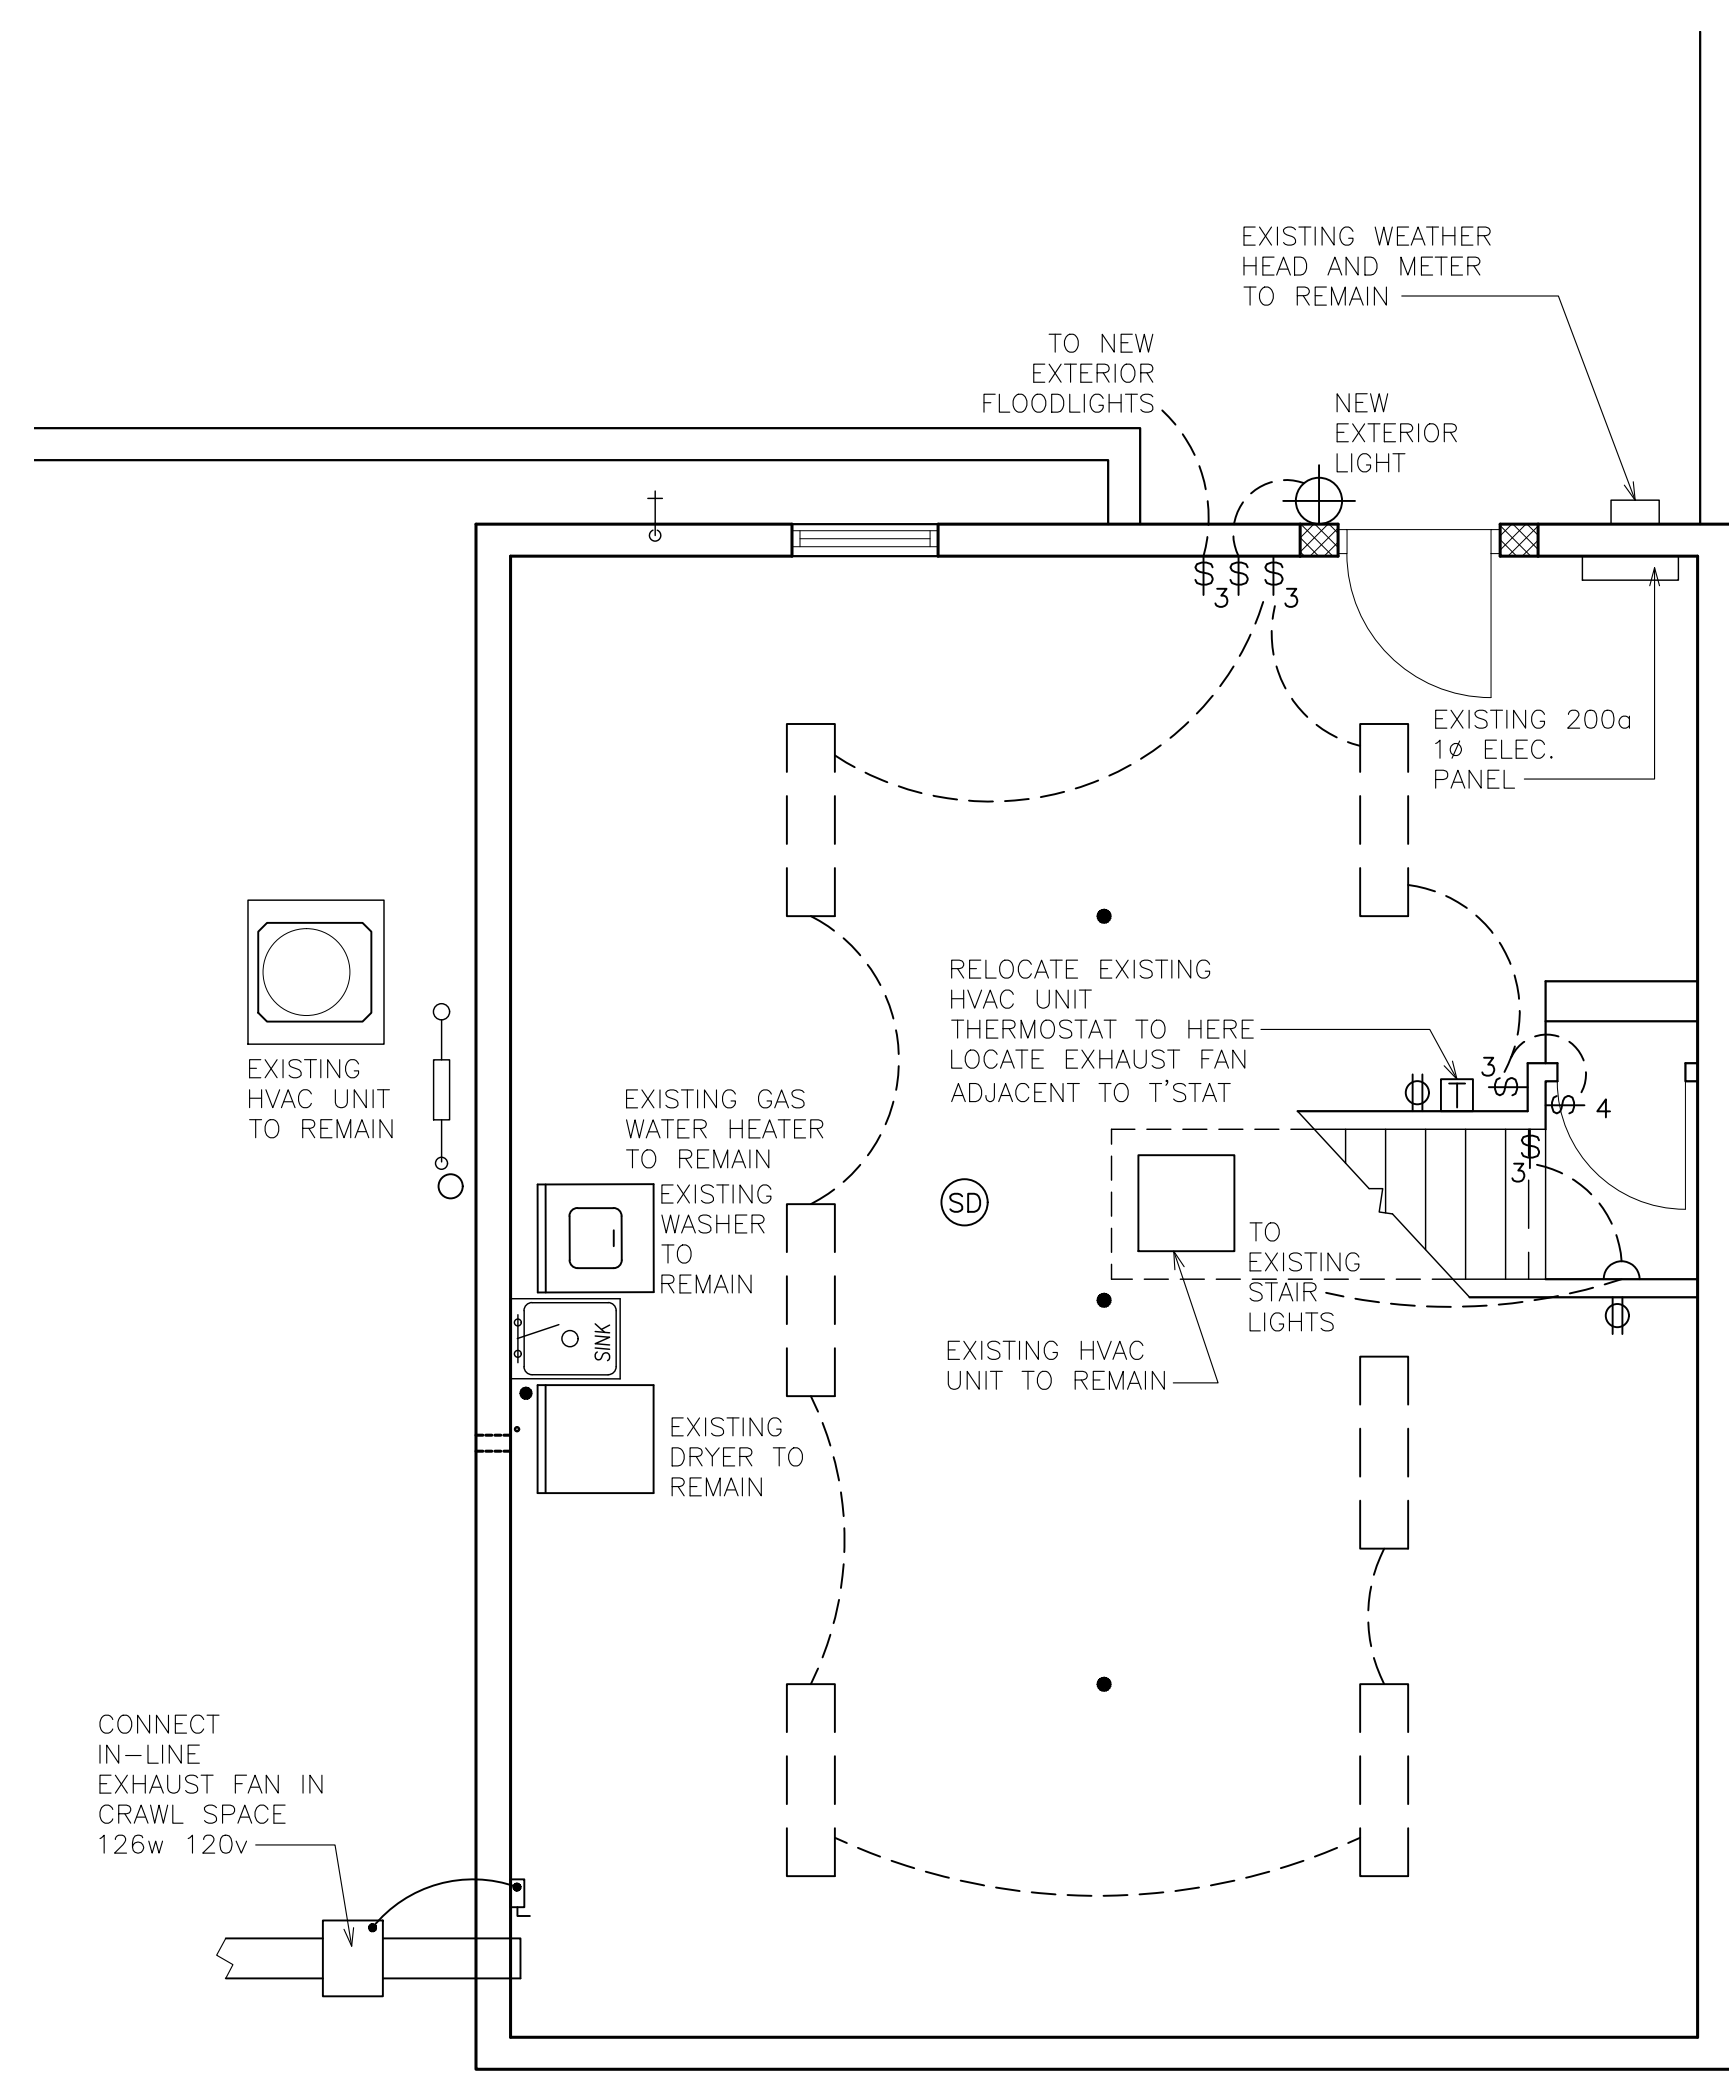 EXISTING WEATHER
HEAD AND METER
TO REMAIN
TO NEW
EXTERIOR
FLOODLIGHTS
NEW
EXTERIOR
LIGHT
$3 $ $3
EXISTING 200a
1ø ELEC.
PANEL
RELOCATE EXISTING
HVAC UNIT
THERMOSTAT TO HERE
LOCATE EXHAUST FAN
ADJACENT TO T'STAT
EXISTING
HVAC UNIT
TO REMAIN
EXISTING GAS
WATER HEATER
TO REMAIN
T
$3
$4
$3
EXISTING
WASHER
TO
REMAIN
SD
TO
EXISTING
STAIR
LIGHTS
SINK
EXISTING HVAC
UNIT TO REMAIN
EXISTING
DRYER TO
REMAIN
CONNECT
IN-LINE
EXHAUST FAN IN
CRAWL SPACE
126w 120v